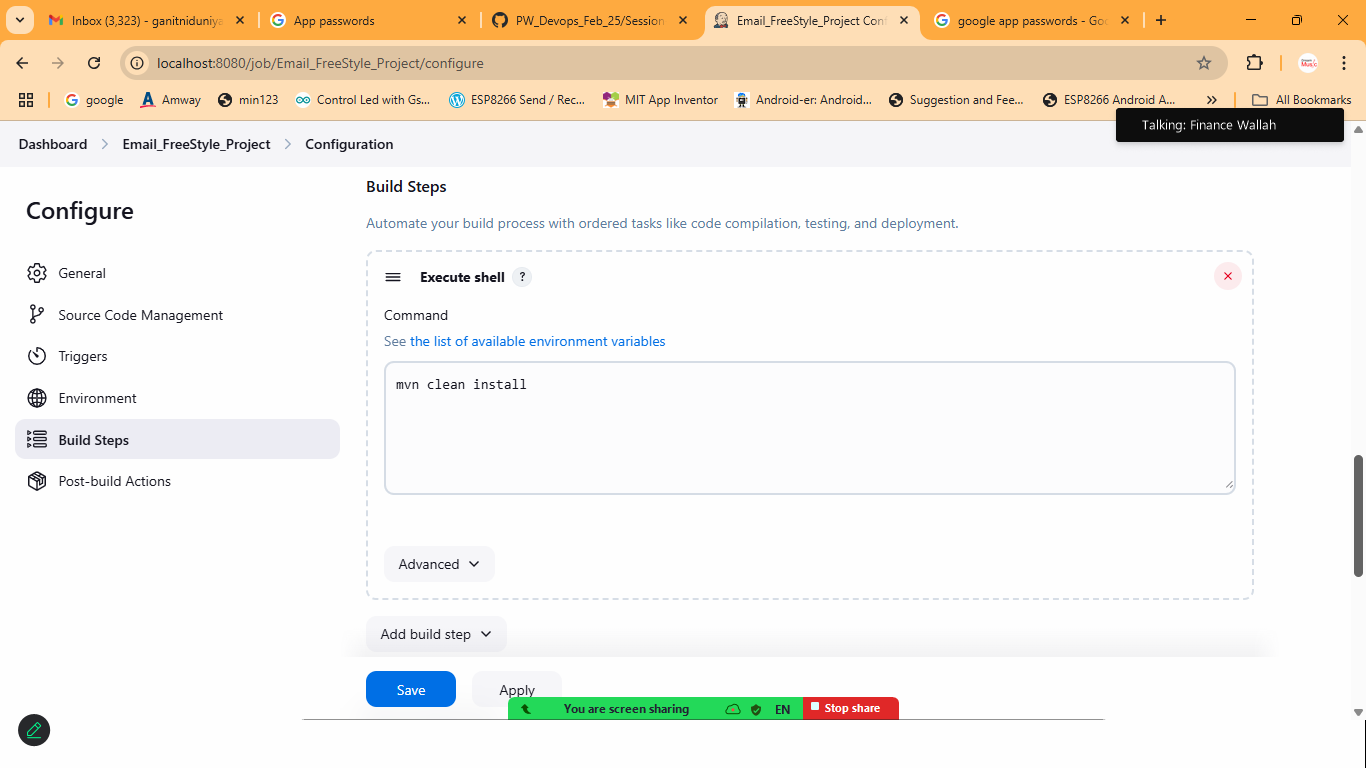 Inbox (3,323) - ganitniduniya
App passwords
PW_Devops_Feb_25/Session
Email_FreeStyle_Project Con
google app passwords - Goo
localhost:8080/job/Email_FreeStyle_Project/configure
google
Amway
min123
Control Led with Gs...
ESP8266 Send / Rec...
MIT App Inventor
Android-er: Android...
Suggestion and Fee...
ESP8266 Android A...
All Bookmarks
Talking: Finance Wallah
Dashboard
Email_FreeStyle_Project
Configuration
Configure
General
Source Code Management
Triggers
Environment
Build Steps
Post-build Actions
Build Steps
Automate your build process with ordered tasks like code compilation, testing, and deployment.
Execute shell ?
Command
See the list of available environment variables
mvn clean install
Advanced
Add build step
Save
Apply
You are screen sharing
EN
Stop share